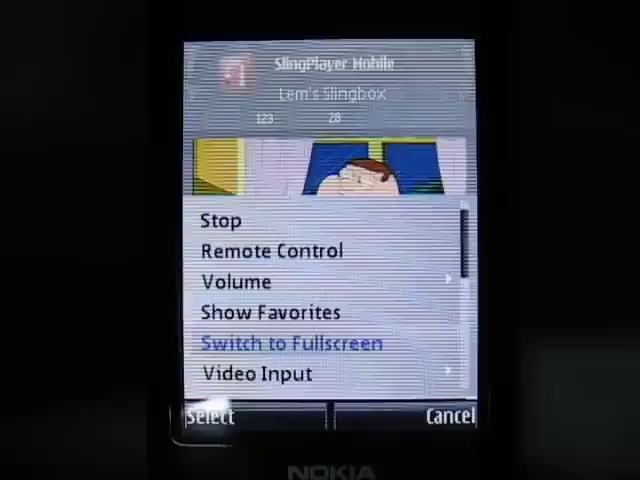 SlingPlayer Mobile
Lem's Slingbox
123 28
Stop
Remote Control
Volume
Show Favorites
Switch to Fullscreen
Video Input
Select Cancel
NOKIA